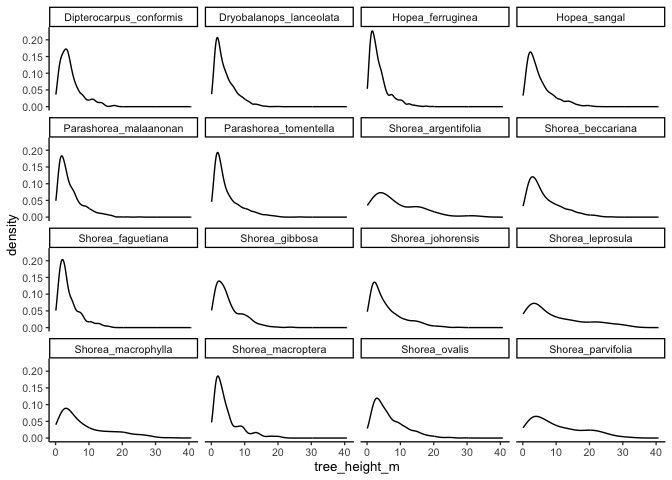 Dipterocarpus_conformis Dryobalanops_lanceolata Hopea_ferruginea Hopea_sangal
0.20
0.15
0.10
0.05
0.00
Parashorea_malaanonan Parashorea_tomentella Shorea_argentifolia Shorea_beccariana
0.20
0.15
0.10
0.05
0.00
density
Shorea_faguetiana Shorea_gibbosa Shorea_johorensis Shorea_leprosula
0.20
0.15
0.10
0.05
0.00
Shorea_macrophylla Shorea_macroptera Shorea_ovalis Shorea_parvifolia
0.20
0.15
0.10
0.05
0.00
0 10 20 30 40 0 10 20 30 40 0 10 20 30 40 0 10 20 30 40
tree_height_m